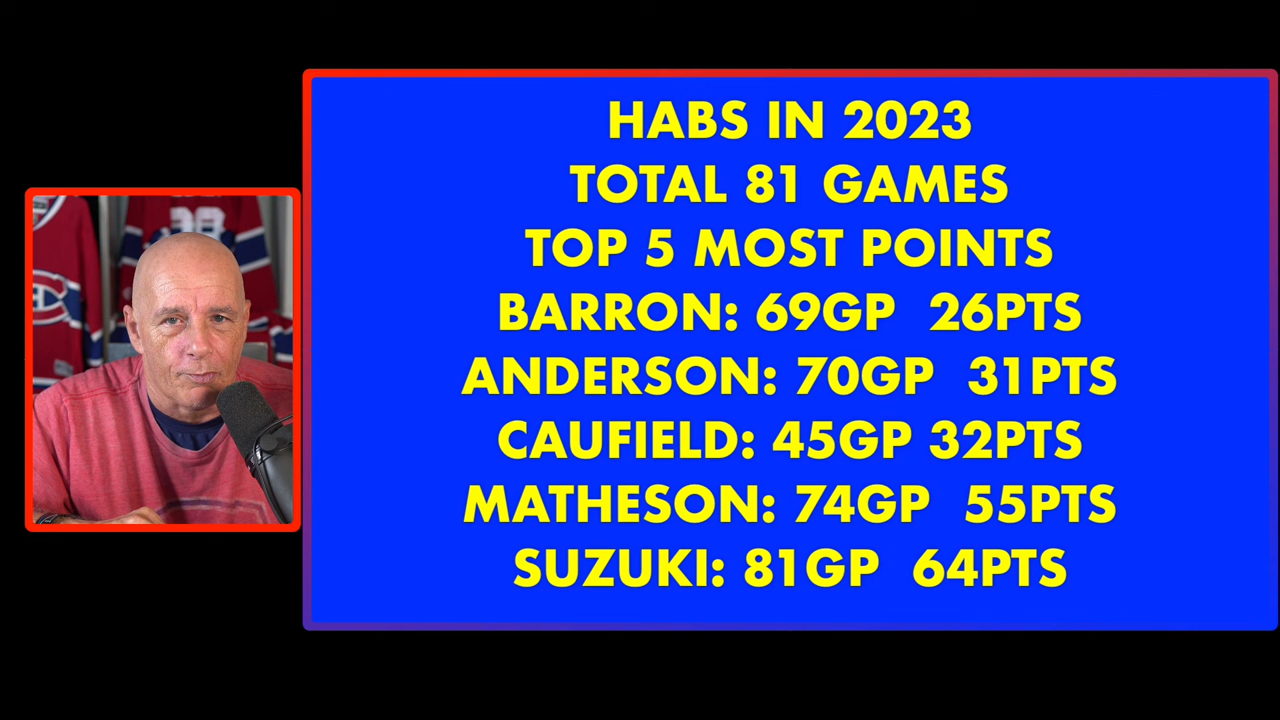 HABS IN 2023
TOTAL 81 GAMES
TOP 5 MOST POINTS
BARRON: 69GP 26PTS
ANDERSON: 70GP 31PTS
CAUFIELD: 45GP 32PTS
MATHESON: 74GP 55PTS
SUZUKI: 81GP 64PTS